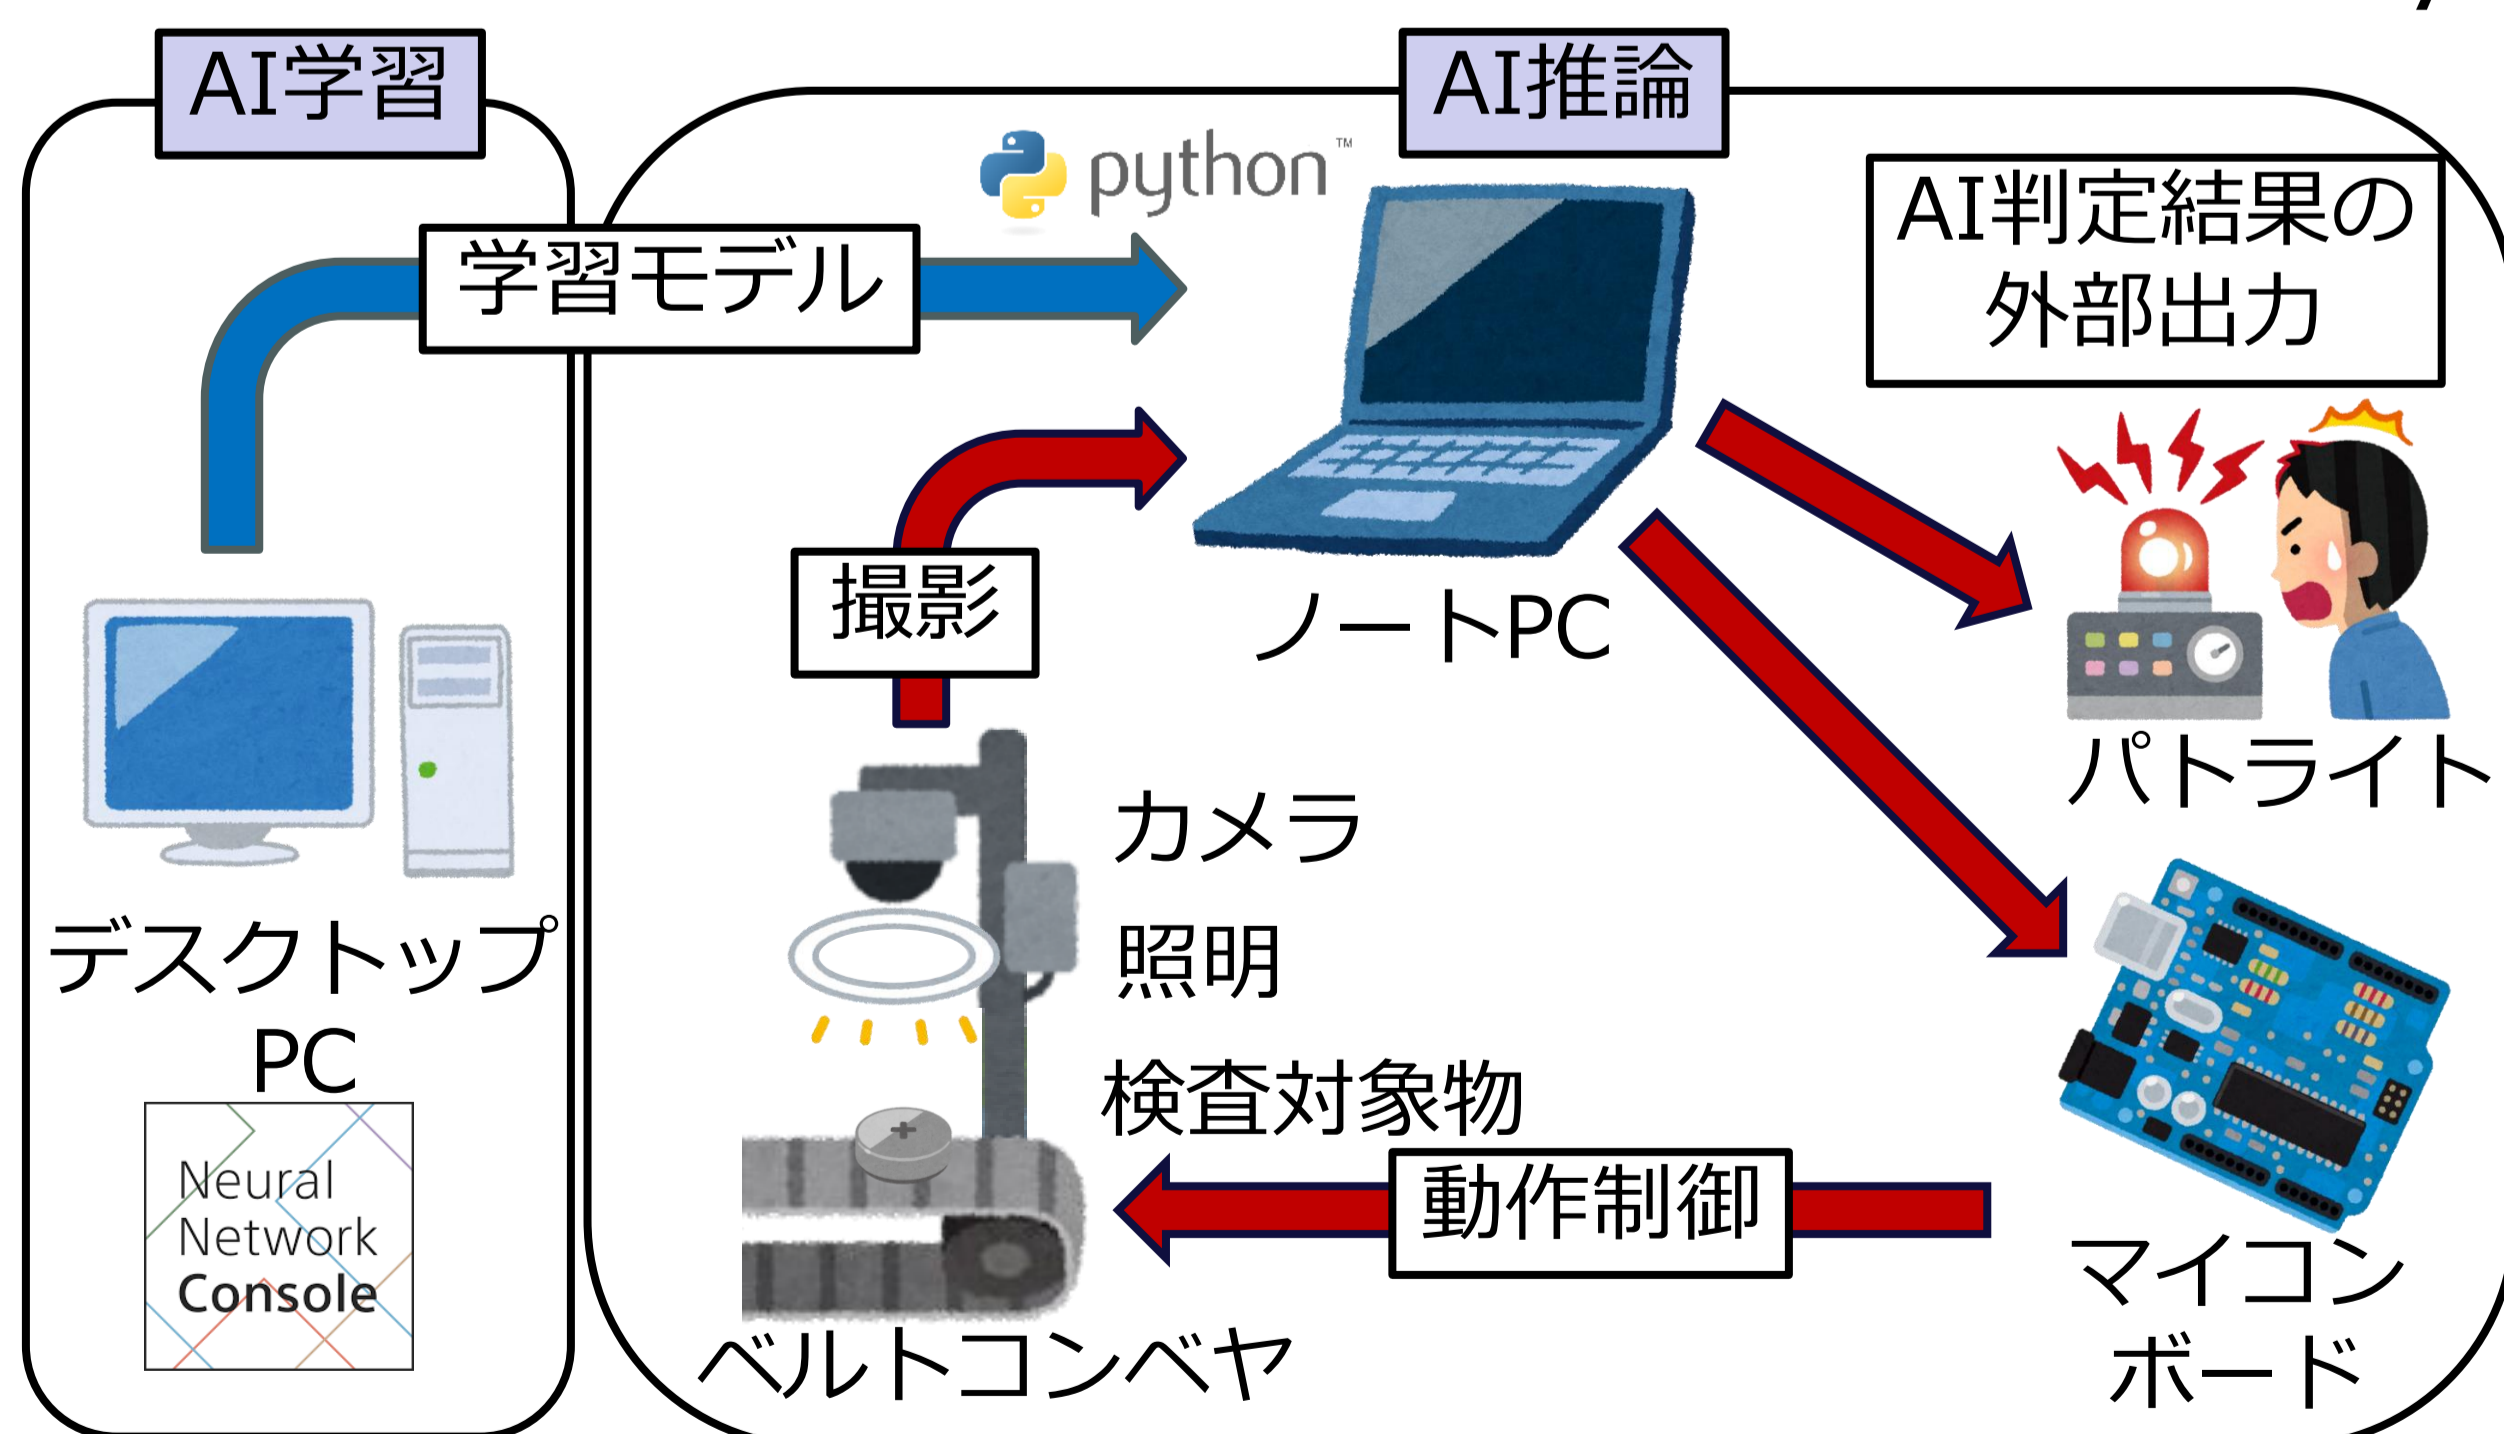 AI学習
AI推論
python™
学習モデル
AI判定結果の
外部出力
撮影
ノートPC
パトライト
カメラ
照明
検査対象物
デスクトップ
PC
Neural
Network
Console
動作制御
ベルトコンベヤ
マイコン
ボード